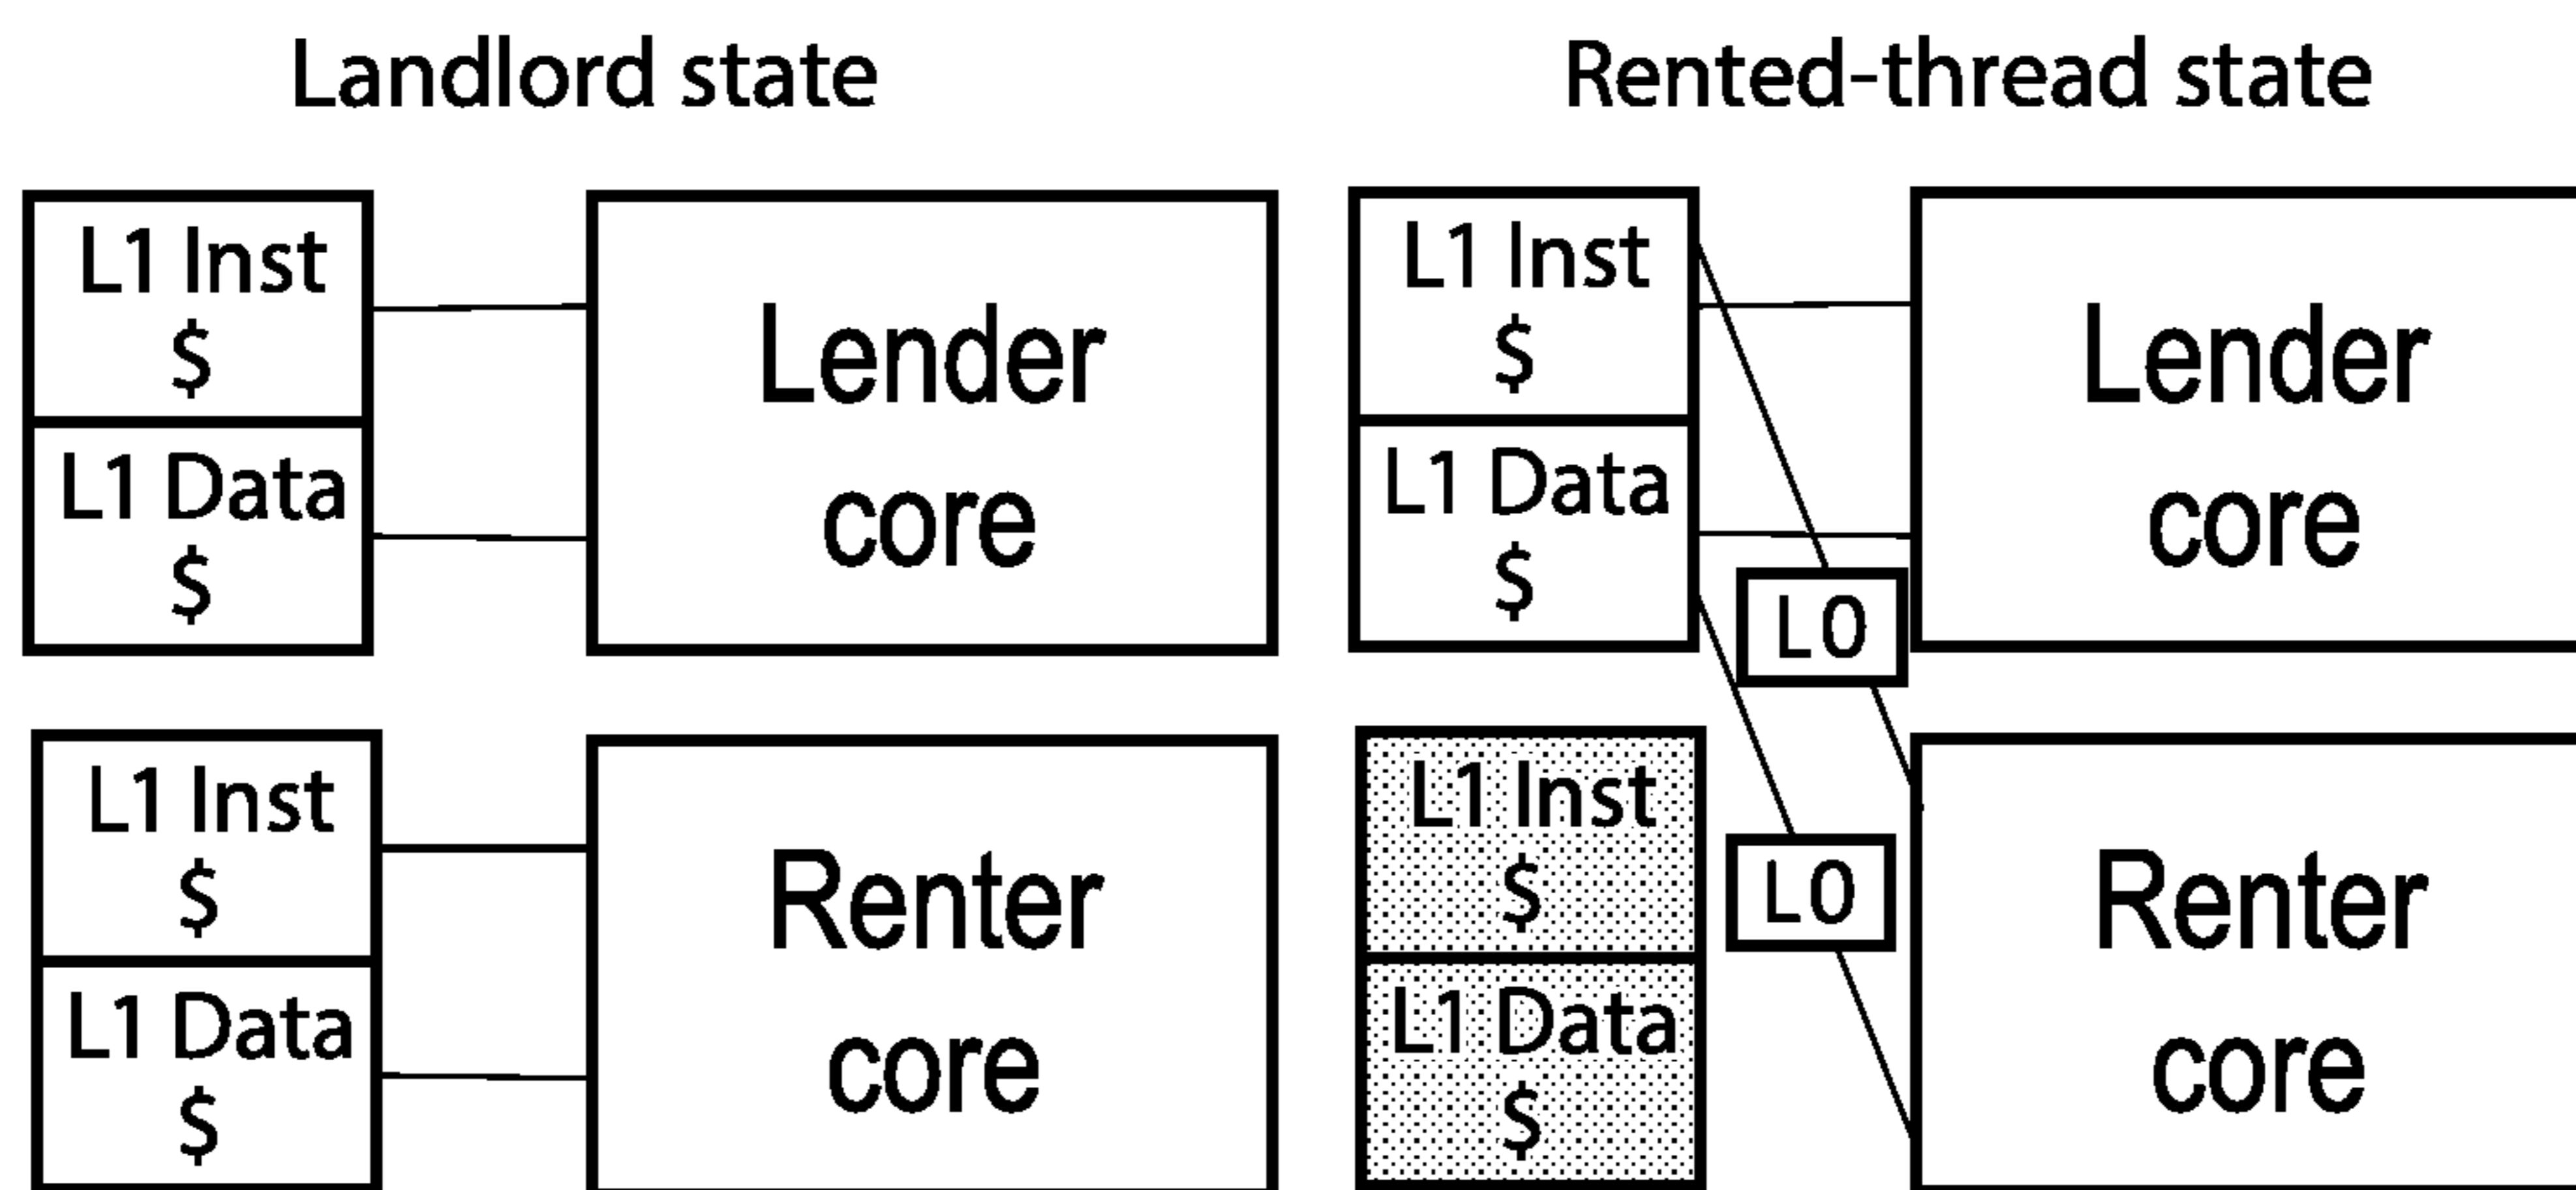 Landlord state
L1 Inst
$
L1 Data
$
Lender
core
L1 Inst
$
L1 Data
$
Renter
core
Rented-thread state
L1 Inst
$
L1 Data
$
Lender
core
L0
L1 Inst
$
L1 Data
$
L0
Renter
core